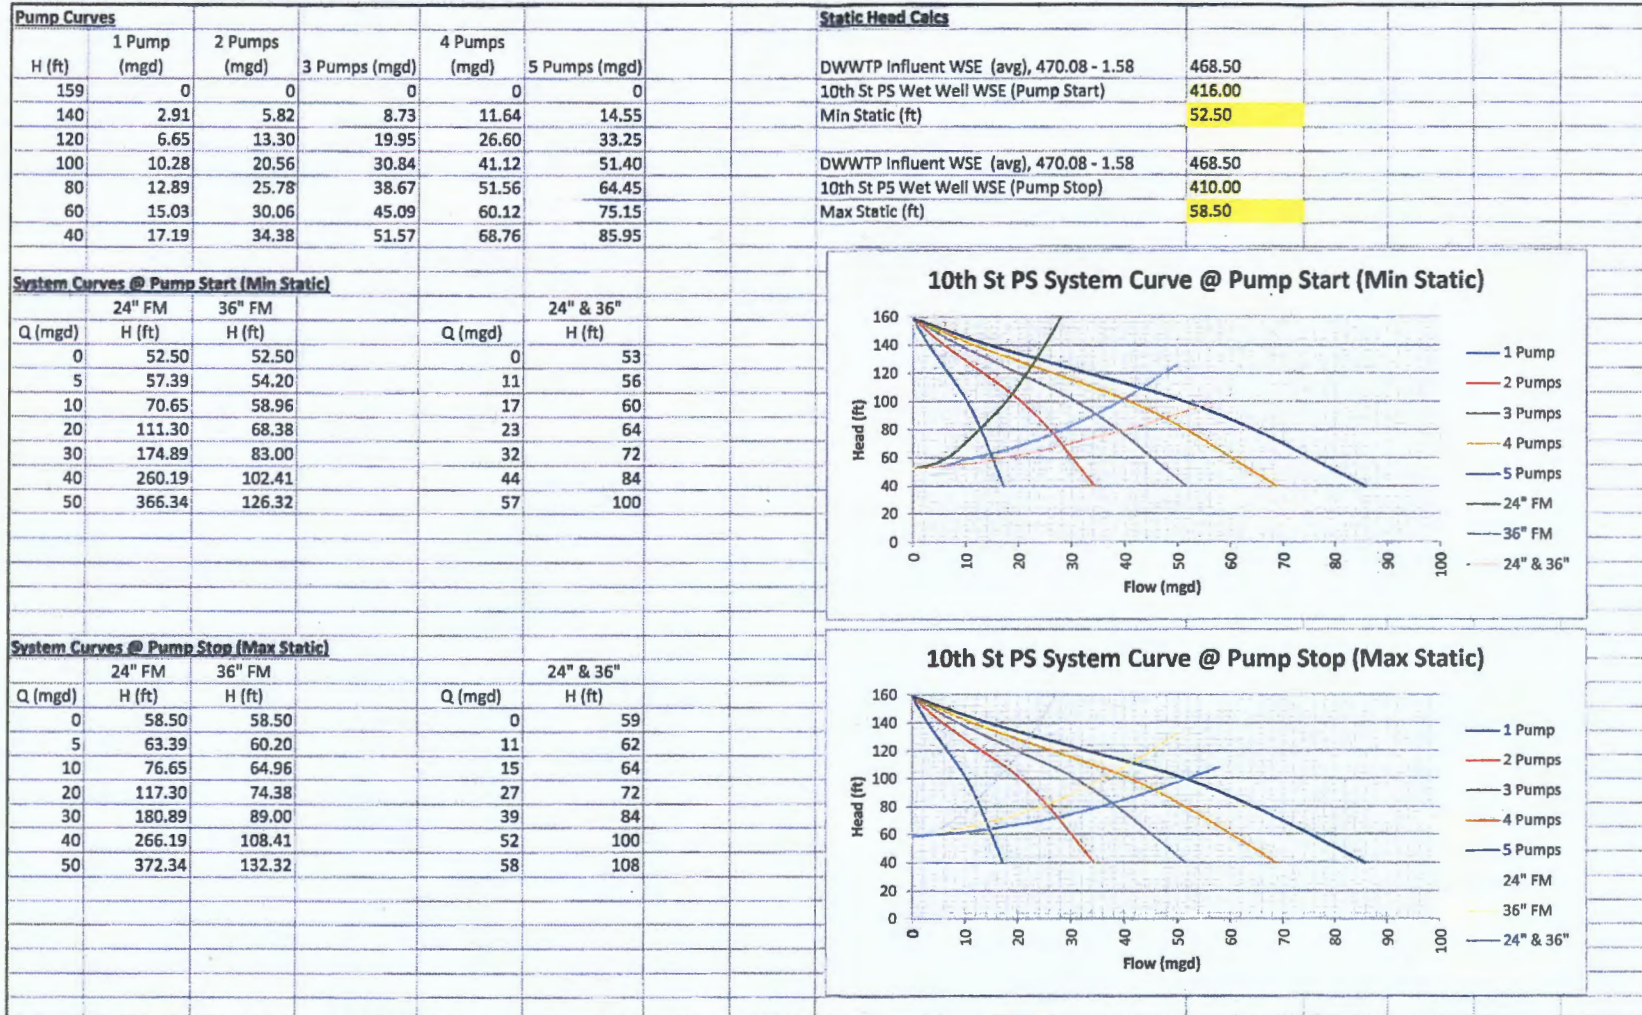 Pump Curves
1 Pump 2 Pumps 4 Pumps
H (ft) (mgd) (mgd) 3 Pumps (mgd) (mgd) 5 Pumps (mgd)
159 0 0 0 0 0
140 2.91 5.82 8.73 11.64 14.55
120 6.65 13.30 19.95 26.60 33.25
100 10.28 20.56 30.84 41.12 51.40
80 12.89 25.78 38.67 51.56 64.45
60 15.03 30.06 45.09 60.12 75.15
40 17.19 34.38 51.57 68.76 85.95
Static Head Calcs
DWWTP Influent WSE (avg), 470.08 - 1.58 468.50
10th St PS Wet Well WSE (Pump Start) 416.00
Min Static (ft) 52.50
DWWTP Influent WSE (avg), 470.08 - 1.58 468.50
10th St PS Wet Well WSE (Pump Stop) 410.00
Max Static (ft) 58.50
System Curves @ Pump Start (Min Static)
24" FM 36" FM 24" & 36"
Q (mgd) H (ft) H (ft) Q (mgd) H (ft)
0 52.50 52.50 0 53
5 57.39 54.20 11 56
10 70.65 58.96 17 60
20 111.30 68.38 23 64
30 174.89 83.00 32 72
40 260.19 102.41 44 84
50 366.34 126.32 57 100
10th St PS System Curve @ Pump Start (Min Static)
160
140
120
100
80
60
40
20
0
Head (ft)
0 10 20 30 40 50 60 70 80 90 100
Flow (mgd)
1 Pump
2 Pumps
3 Pumps
4 Pumps
5 Pumps
24" FM
36" FM
24" & 36"
System Curves @ Pump Stop (Max Static)
24" FM 36" FM 24" & 36"
Q (mgd) H (ft) H (ft) Q (mgd) H (ft)
0 58.50 58.50 0 59
5 63.39 60.20 11 62
10 76.65 64.96 15 64
20 117.30 74.38 27 72
30 180.89 89.00 39 84
40 266.19 108.41 52 100
50 372.34 132.32 58 108
10th St PS System Curve @ Pump Stop (Max Static)
160
140
120
100
80
60
40
20
0
Head (ft)
0 10 20 30 40 50 60 70 80 90 100
Flow (mgd)
1 Pump
2 Pumps
3 Pumps
4 Pumps
5 Pumps
24" FM
36" FM
24" & 36"